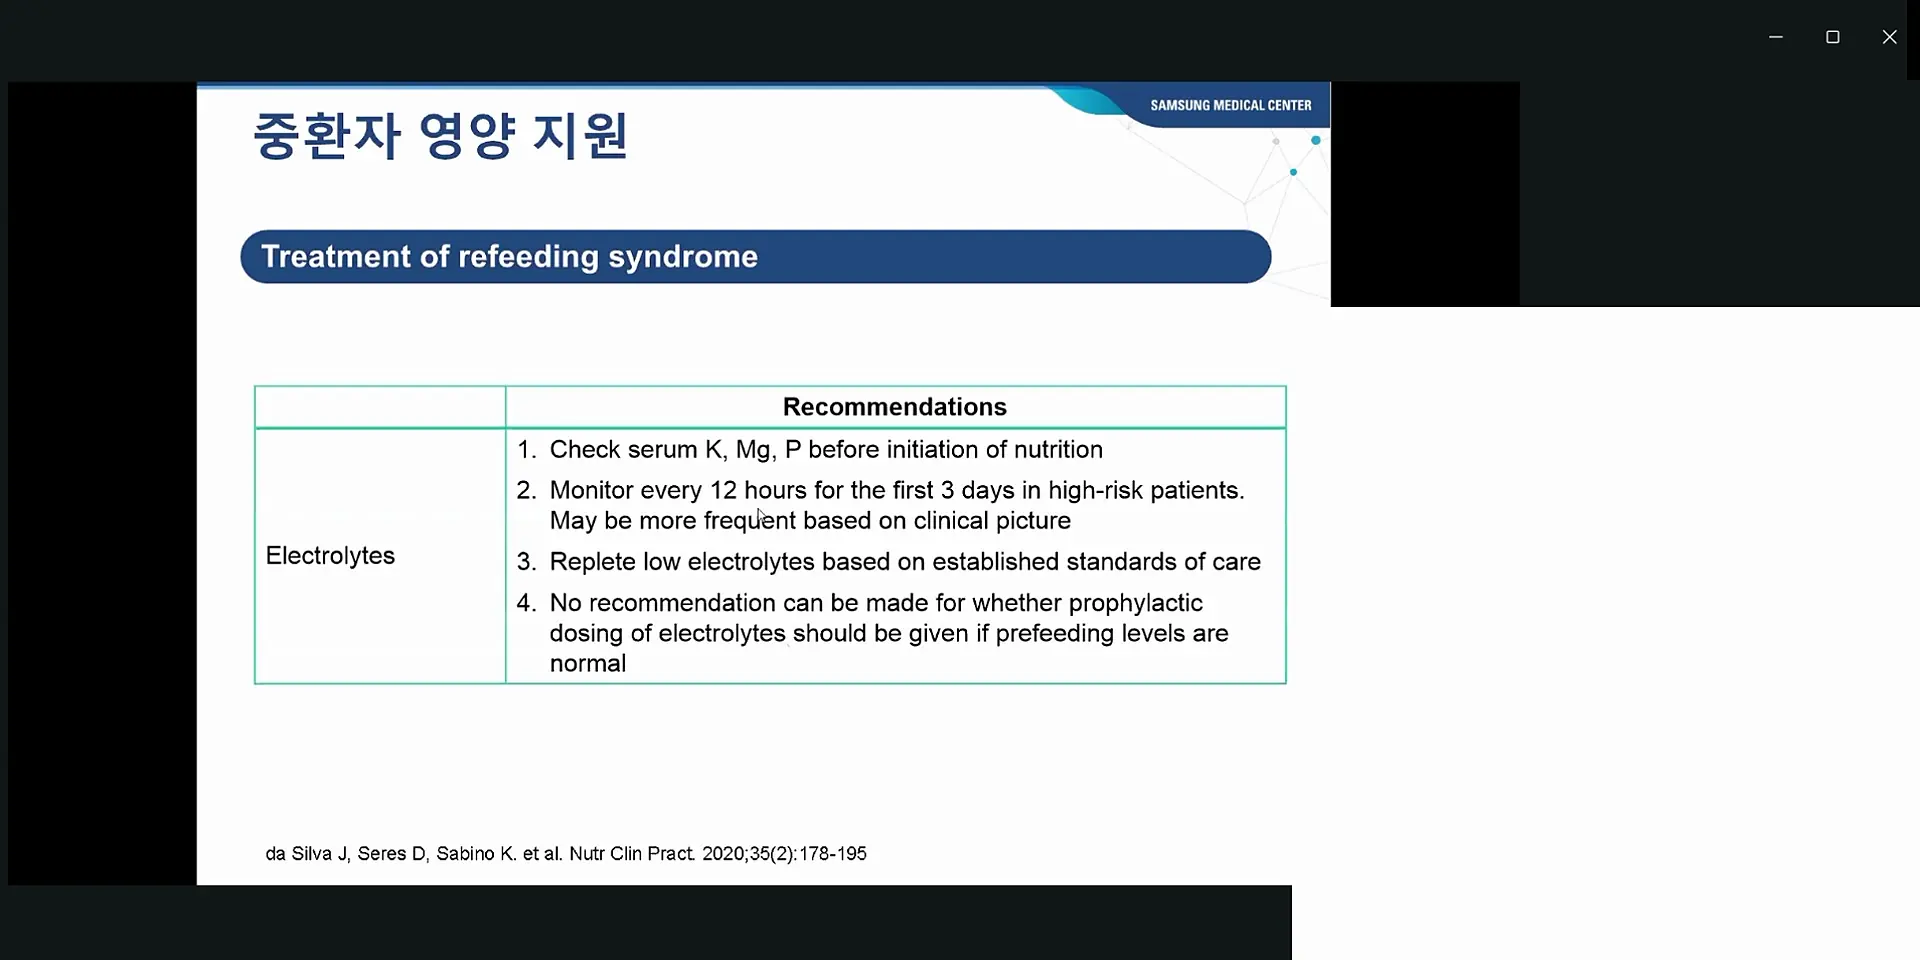 SAMSUNG MEDICAL CENTER
중환자 영양 지원
Treatment of refeeding syndrome
Recommendations
Electrolytes
1. Check serum K, Mg, P before initiation of nutrition
2. Monitor every 12 hours for the first 3 days in high-risk patients.
May be more frequent based on clinical picture
3. Replete low electrolytes based on established standards of care
4. No recommendation can be made for whether prophylactic
dosing of electrolytes should be given if prefeeding levels are
normal
da Silva J, Seres D, Sabino K. et al. Nutr Clin Pract. 2020;35(2):178-195